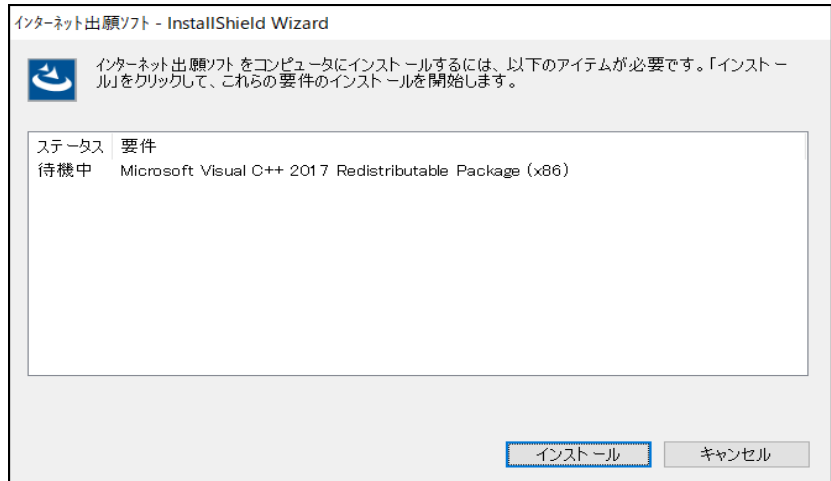 インターネット出願ソフト - InstallShield Wizard
インターネット出願ソフト をコンピュータにインストールするには、以下のアイテムが必要です。「インストー
ル」をクリックして、これらの要件のインストールを開始します。
ステータス 要件
待機中 Microsoft Visual C++ 2017 Redistributable Package (x86)
インストール キャンセル